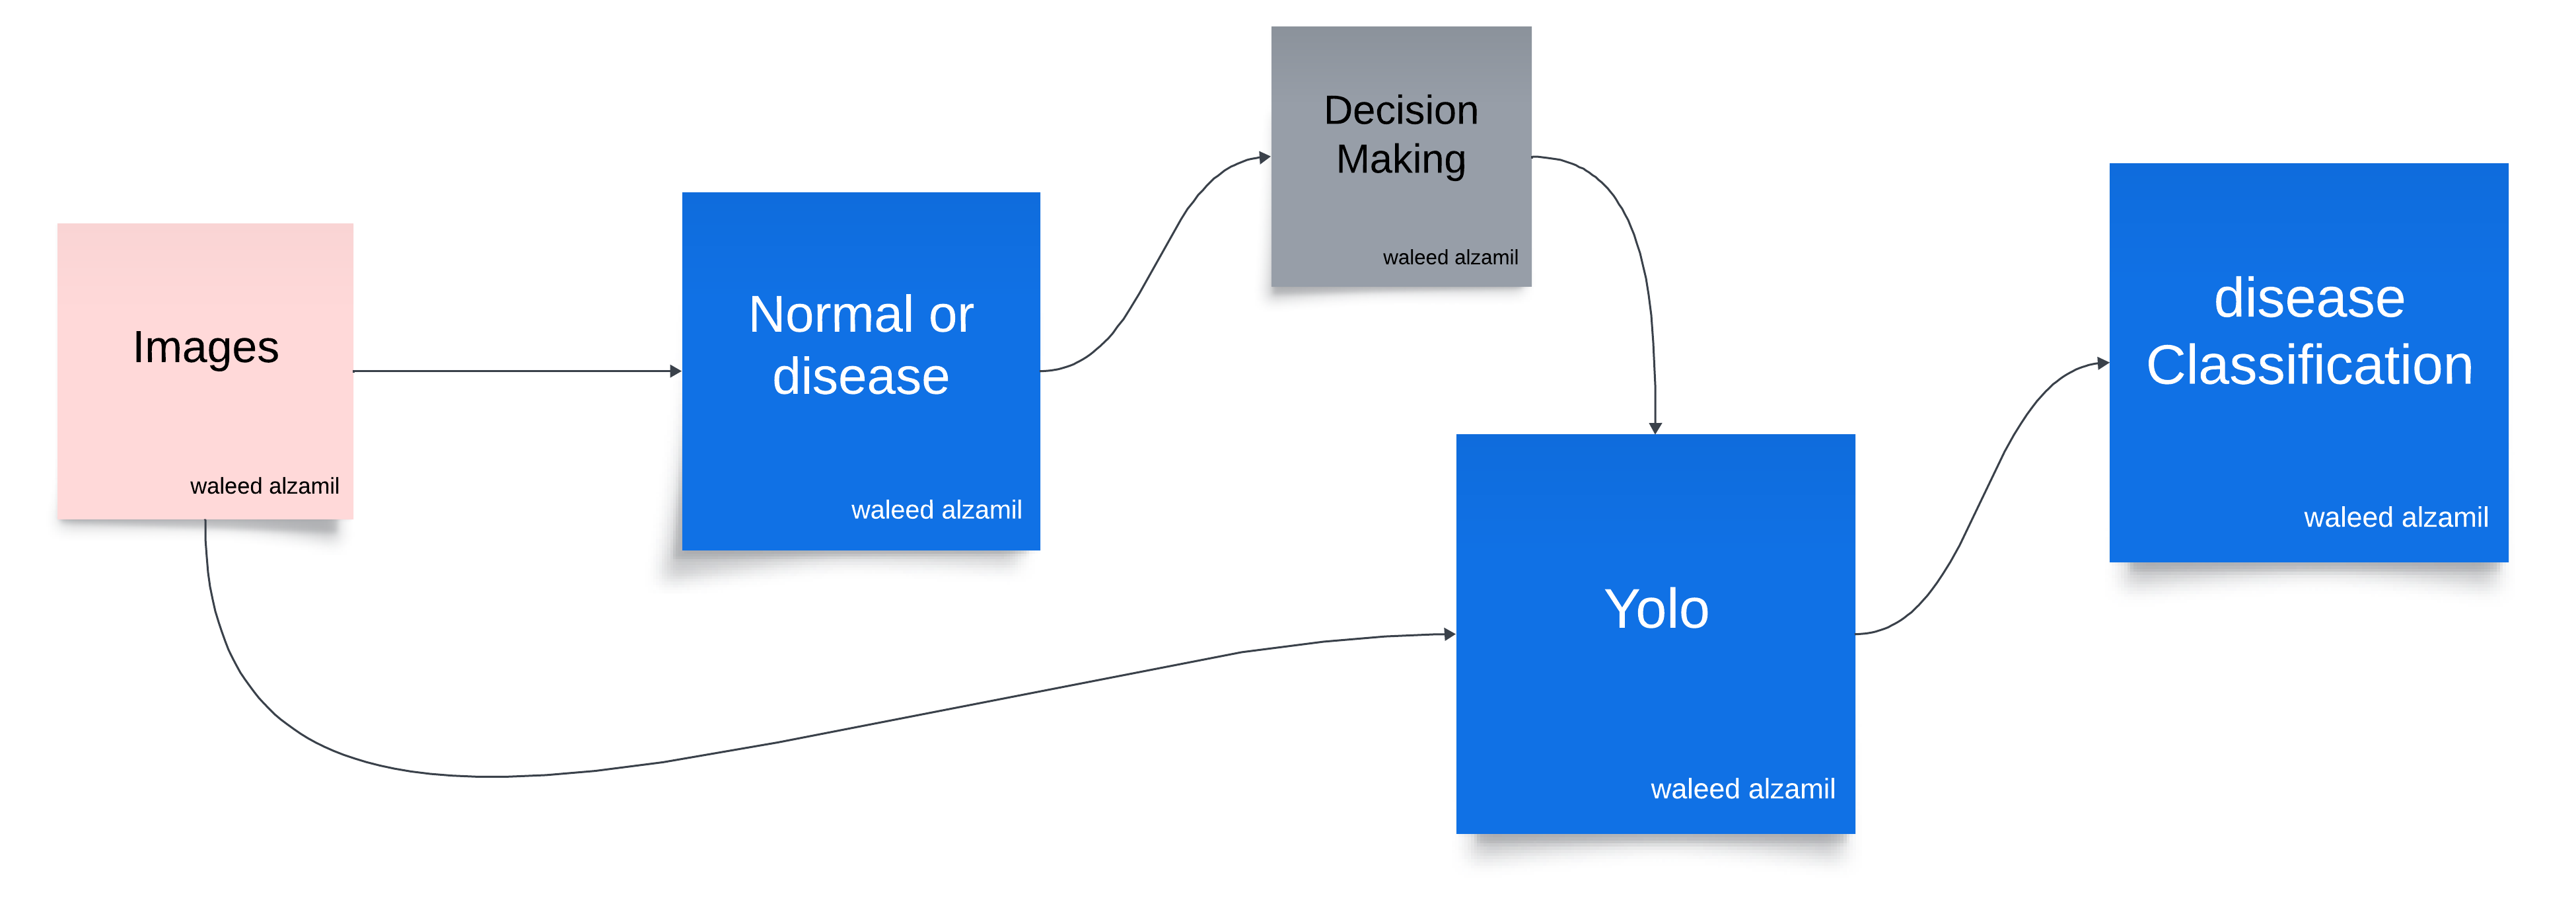 Images
waleed alzamil
Normal or
disease
waleed alzamil
Decision
Making
waleed alzamil
Yolo
waleed alzamil
disease
Classification
waleed alzamil